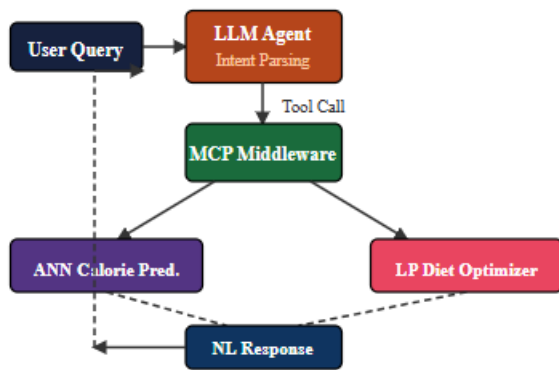 User Query
LLM Agent
Intent Parsing
Tool Call
MCP Middleware
ANN Calorie Pred.
LP Diet Optimizer
NL Response